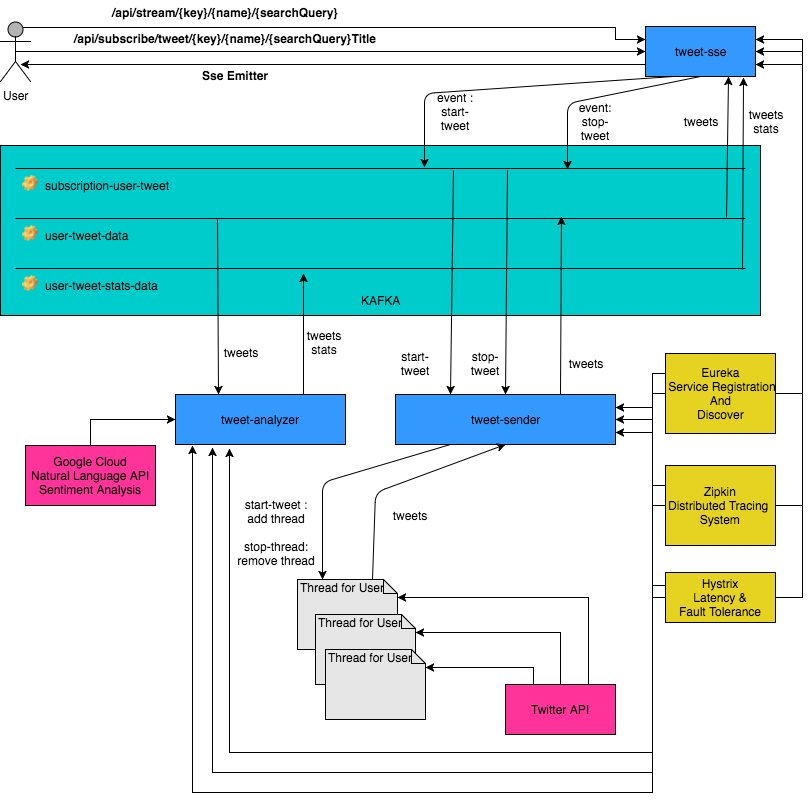 /api/stream/{key}/{name}/{searchQuery}
/api/subscribe/tweet/{key}/{name}/{searchQuery}Title
tweet-sse
Sse Emitter
User
event :
start-
tweet
event:
stop-
tweet
tweets
tweets
stats
subscription-user-tweet
user-tweet-data
user-tweet-stats-data
KAFKA
tweets
tweets
stats
start-
tweet
stop-
tweet
tweets
Eureka
Service Registration
And
Discover
tweet-analyzer
tweet-sender
Google Cloud
Natural Language API
Sentiment Analysis
Zipkin
Distributed Tracing
System
start-tweet :
add thread
stop-thread:
remove thread
tweets
Hystrix
Latency &
Fault Tolerance
Thread for User
Thread for User
Thread for User
Twitter API